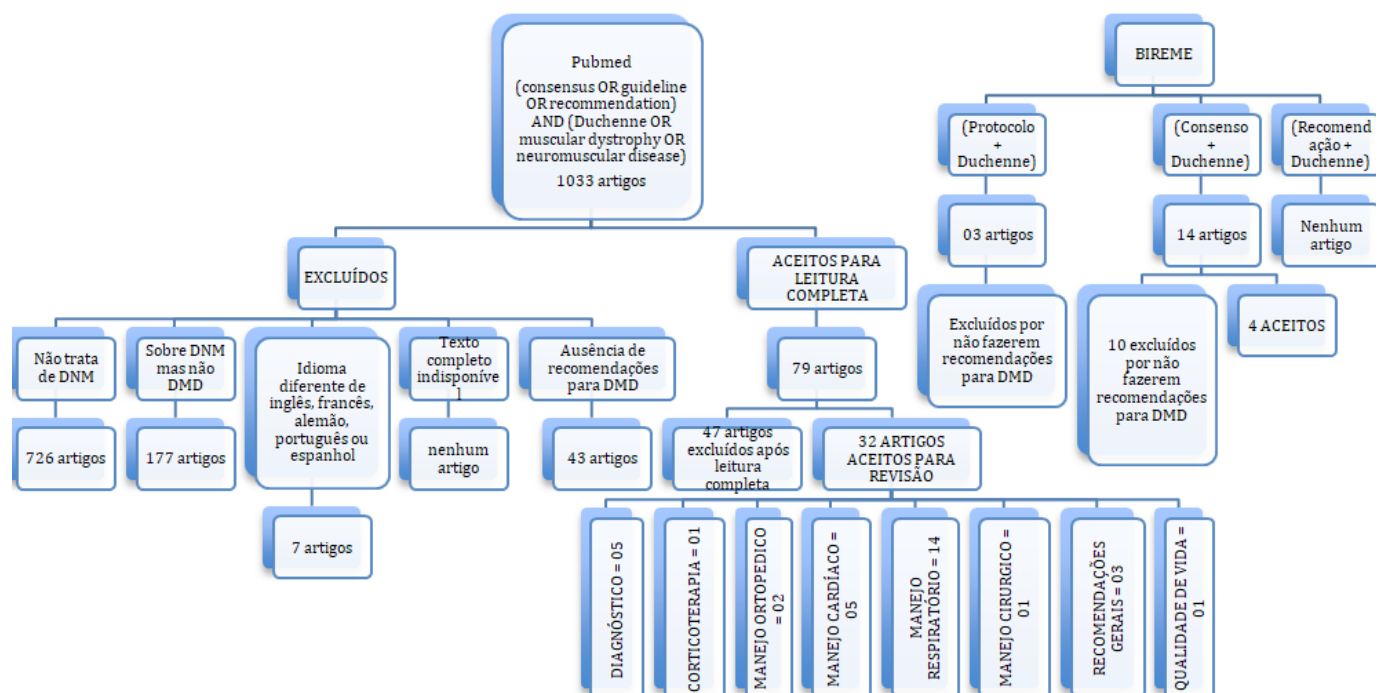 Pubmed
(consensus OR guideline
OR recommendation)
AND (Duchenne OR
muscular dystrophy OR
neuromuscular disease)
1033 artigos
EXCLUÍDOS
ACEITOS PARA
LEITURA
COMPLETA
Não trata
de DNM
Sobre DNM
mas não
DMD
Idioma
diferente de
inglês, francês,
alemão,
português ou
espanhol
Texto
completo
indisponíve
l
Ausência de
recomendações
para DMD
79 artigos
726 artigos
177 artigos
7 artigos
nenhum
artigo
43 artigos
47 artigos
excluídos após
leitura
completa
32 ARTIGOS
ACEITOS PARA
REVISÃO
DIAGNÓSTICO = 05
CORTICOTERAPIA = 01
MANEJO ORTOPEDICO
= 02
MANEJO CARDÍACO =
05
MANEJO
RESPIRATÓRIO = 14
MANEJO CIRURGICO =
01
RECOMENDAÇÕES
GERAIS = 03
QUALIDADE DE VIDA =
01
BIREME
(Protocolo
+
Duchenne)
(Consenso
+
Duchenne)
(Recomend
ação +
Duchenne)
03 artigos
14 artigos
Nenhum
artigo
Excluídos por
não fazerem
recomendações
para DMD
10 excluídos
por não
fazerem
recomendações
para DMD
4 ACEITOS